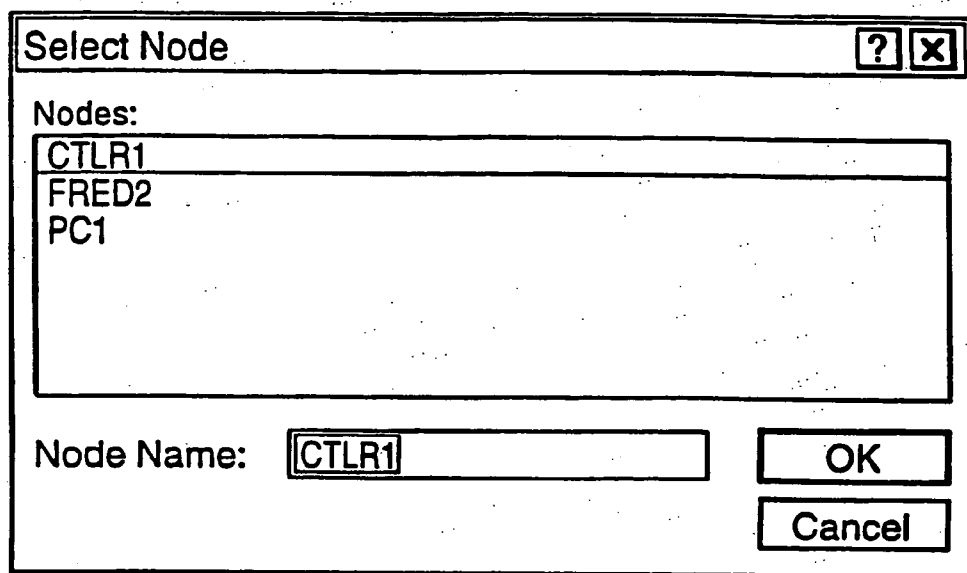 Select Node ? X
Nodes:
CTLR1
FRED2
PC1
Node Name: CTLR1 OK
Cancel